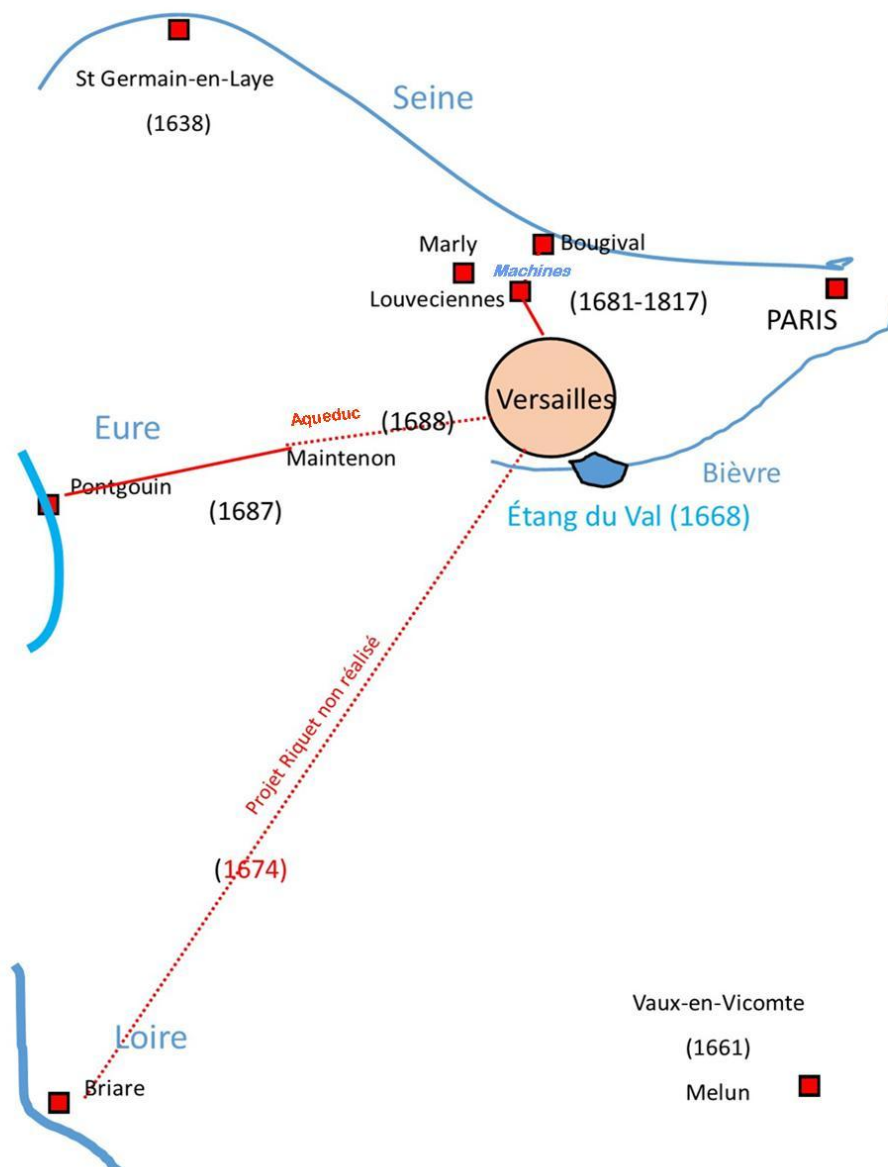 St Germain-en-Laye
(1638)
Seine
Marly
Bougival
Machines
Louveciennes
(1681-1817)
PARIS
Versailles
Aqueduc
(1688)
Eure
Maintenon
Pontgouin
(1687)
Bièvre
Étang du Val (1668)
Projet Riquet non réalisé
(1674)
Vaux-en-Vicomte
(1661)
Loire
Briare
Melun